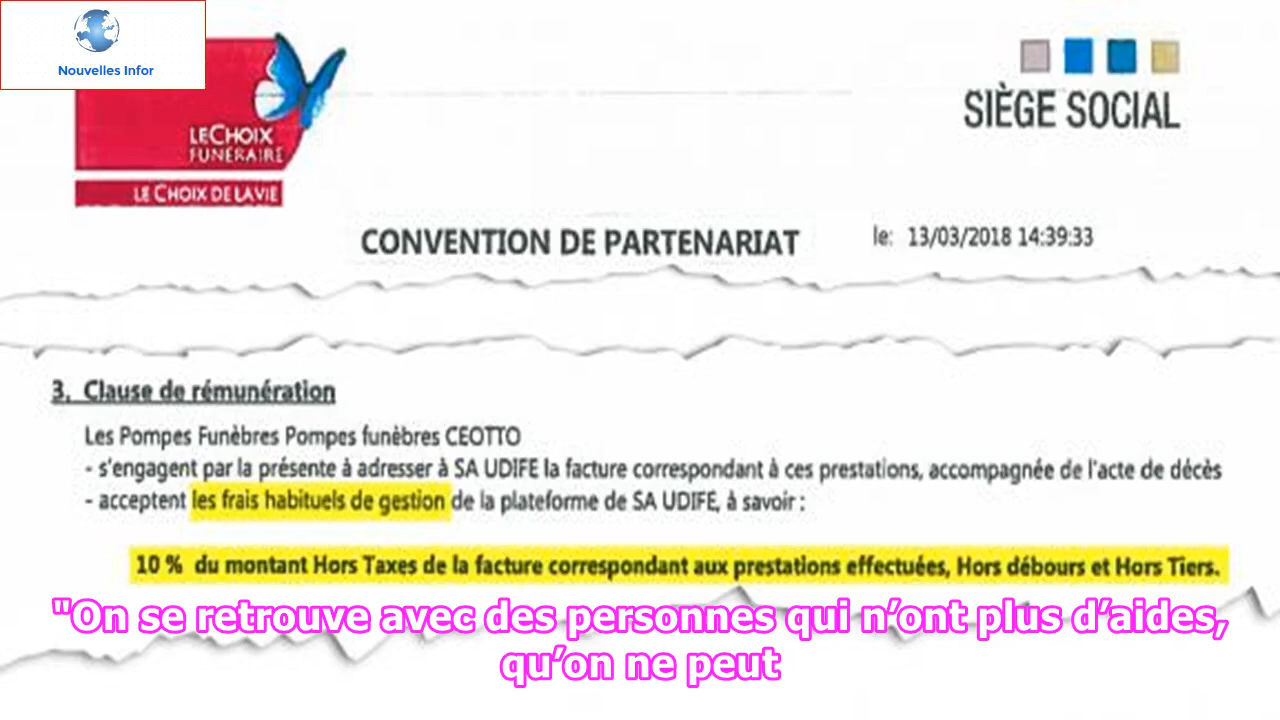 Nouvelles Infor
LECHOIX
FUNÉRAIRE
LE CHOIX DE LA VIE
SIÈGE SOCIAL
CONVENTION DE PARTENARIAT
le: 13/03/2018 14:39:33
3. Clause de rémunération
Les Pompes Funèbres Pompes funèbres CEOTTO
- s'engagent par la présente à adresser à SA UDIFE la facture correspondant à ces prestations, accompagnée de l'acte de décès
- acceptent les frais habituels de gestion de la plateforme de SA UDIFE, à savoir :
10 % du montant Hors Taxes de la facture correspondant aux prestations effectuées, Hors débours et Hors Tiers.
"On se retrouve avec des personnes qui n’ont plus d’aides,
qu’on ne peut